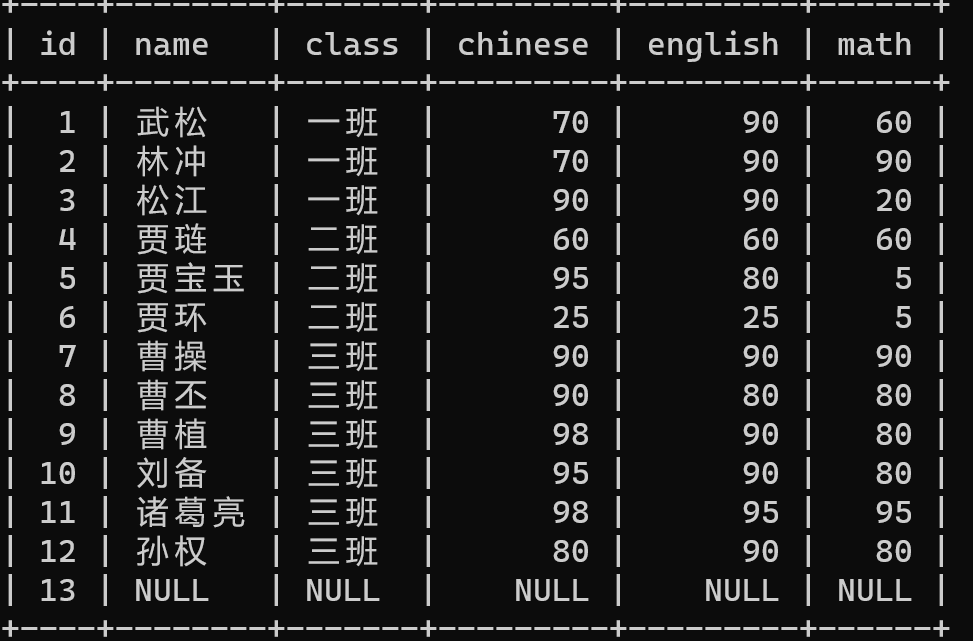 | id | name | class | chinese | english | math |
| 1 | 武松 | 一班 | 70 | 90 | 60 |
| 2 | 林冲 | 一班 | 70 | 90 | 90 |
| 3 | 松江 | 一班 | 90 | 90 | 20 |
| 4 | 贾琏 | 二班 | 60 | 60 | 60 |
| 5 | 贾宝玉 | 二班 | 95 | 80 | 5 |
| 6 | 贾环 | 二班 | 25 | 25 | 5 |
| 7 | 曹操 | 三班 | 90 | 90 | 90 |
| 8 | 曹丕 | 三班 | 90 | 80 | 80 |
| 9 | 曹植 | 三班 | 98 | 90 | 80 |
| 10 | 刘备 | 三班 | 95 | 90 | 80 |
| 11 | 诸葛亮 | 三班 | 98 | 95 | 95 |
| 12 | 孙权 | 三班 | 80 | 90 | 80 |
| 13 | NULL | NULL | NULL | NULL | NULL |